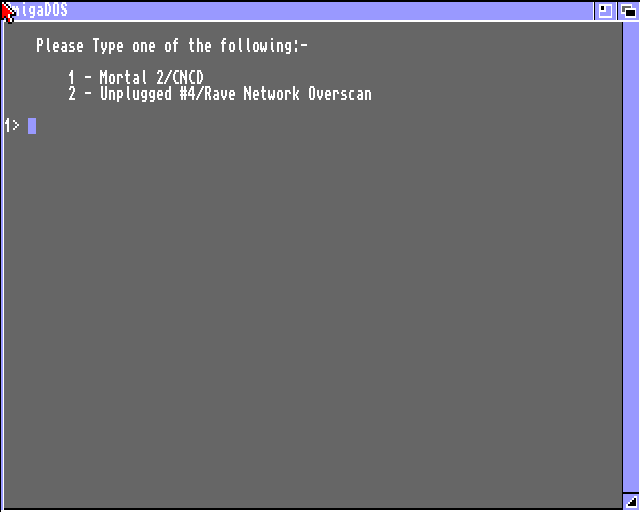 migaDOS
Please Type one of the following:-
1 - Mortal 2/CNCD
2 - Unplugged #4/Rave Network Overscan
1>